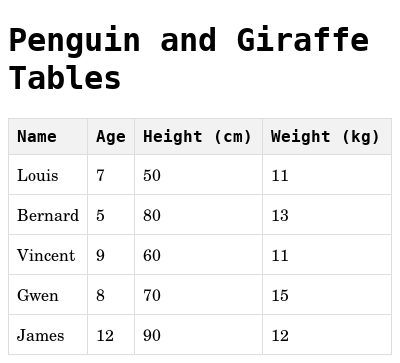 Penguin and Giraffe
Tables
Name Age Height (cm) Weight (kg)
Louis 7 50 11
Bernard 5 80 13
Vincent 9 60 11
Gwen 8 70 15
James 12 90 12